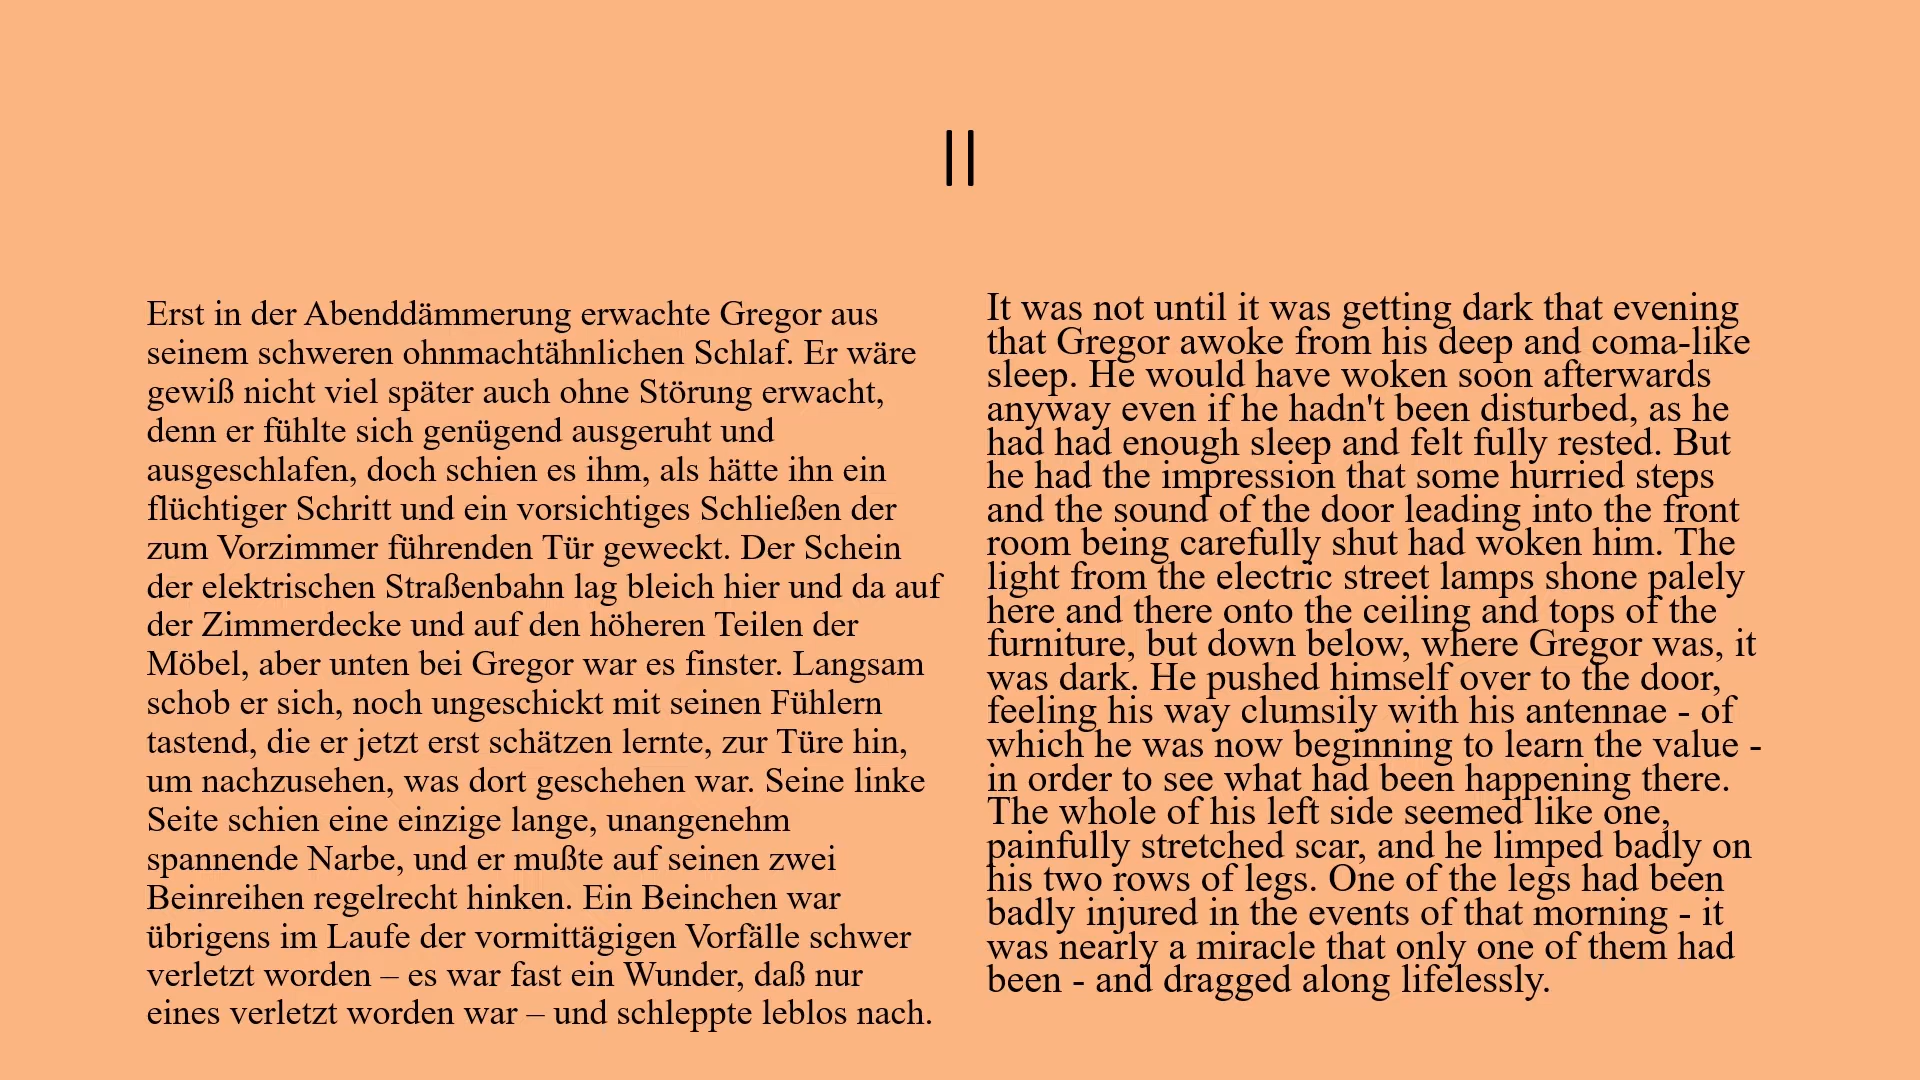 II
Erst in der Abenddämmerung erwachte Gregor aus
seinem schweren ohnmachtähnlichen Schlaf. Er wäre
gewiß nicht viel später auch ohne Störung erwacht,
denn er fühlte sich genügend ausgeruht und
ausgeschlafen, doch schien es ihm, als hätte ihn ein
flüchtiger Schritt und ein vorsichtiges Schließen der
zum Vorzimmer führenden Tür geweckt. Der Schein
der elektrischen Straßenbahn lag bleich hier und da auf
der Zimmerdecke und auf den höheren Teilen der
Möbel, aber unten bei Gregor war es finster. Langsam
schob er sich, noch ungeschickt mit seinen Fühlern
tastend, die er jetzt erst schätzen lernte, zur Türe hin,
um nachzusehen, was dort geschehen war. Seine linke
Seite schien eine einzige lange, unangenehm
spannende Narbe, und er mußte auf seinen zwei
Beinreihen regelrecht hinken. Ein Beinchen war
übrigens im Laufe der vormittägigen Vorfälle schwer
verletzt worden – es war fast ein Wunder, daß nur
eines verletzt worden war – und schleppte leblos nach.
It was not until it was getting dark that evening
that Gregor awoke from his deep and coma-like
sleep. He would have woken soon afterwards
anyway even if he hadn't been disturbed, as he
had had enough sleep and felt fully rested. But
he had the impression that some hurried steps
and the sound of the door leading into the front
room being carefully shut had woken him. The
light from the electric street lamps shone palely
here and there onto the ceiling and tops of the
furniture, but down below, where Gregor was, it
was dark. He pushed himself over to the door,
feeling his way clumsily with his antennae - of
which he was now beginning to learn the value -
in order to see what had been happening there.
The whole of his left side seemed like one,
painfully stretched scar, and he limped badly on
his two rows of legs. One of the legs had been
badly injured in the events of that morning - it
was nearly a miracle that only one of them had
been - and dragged along lifelessly.